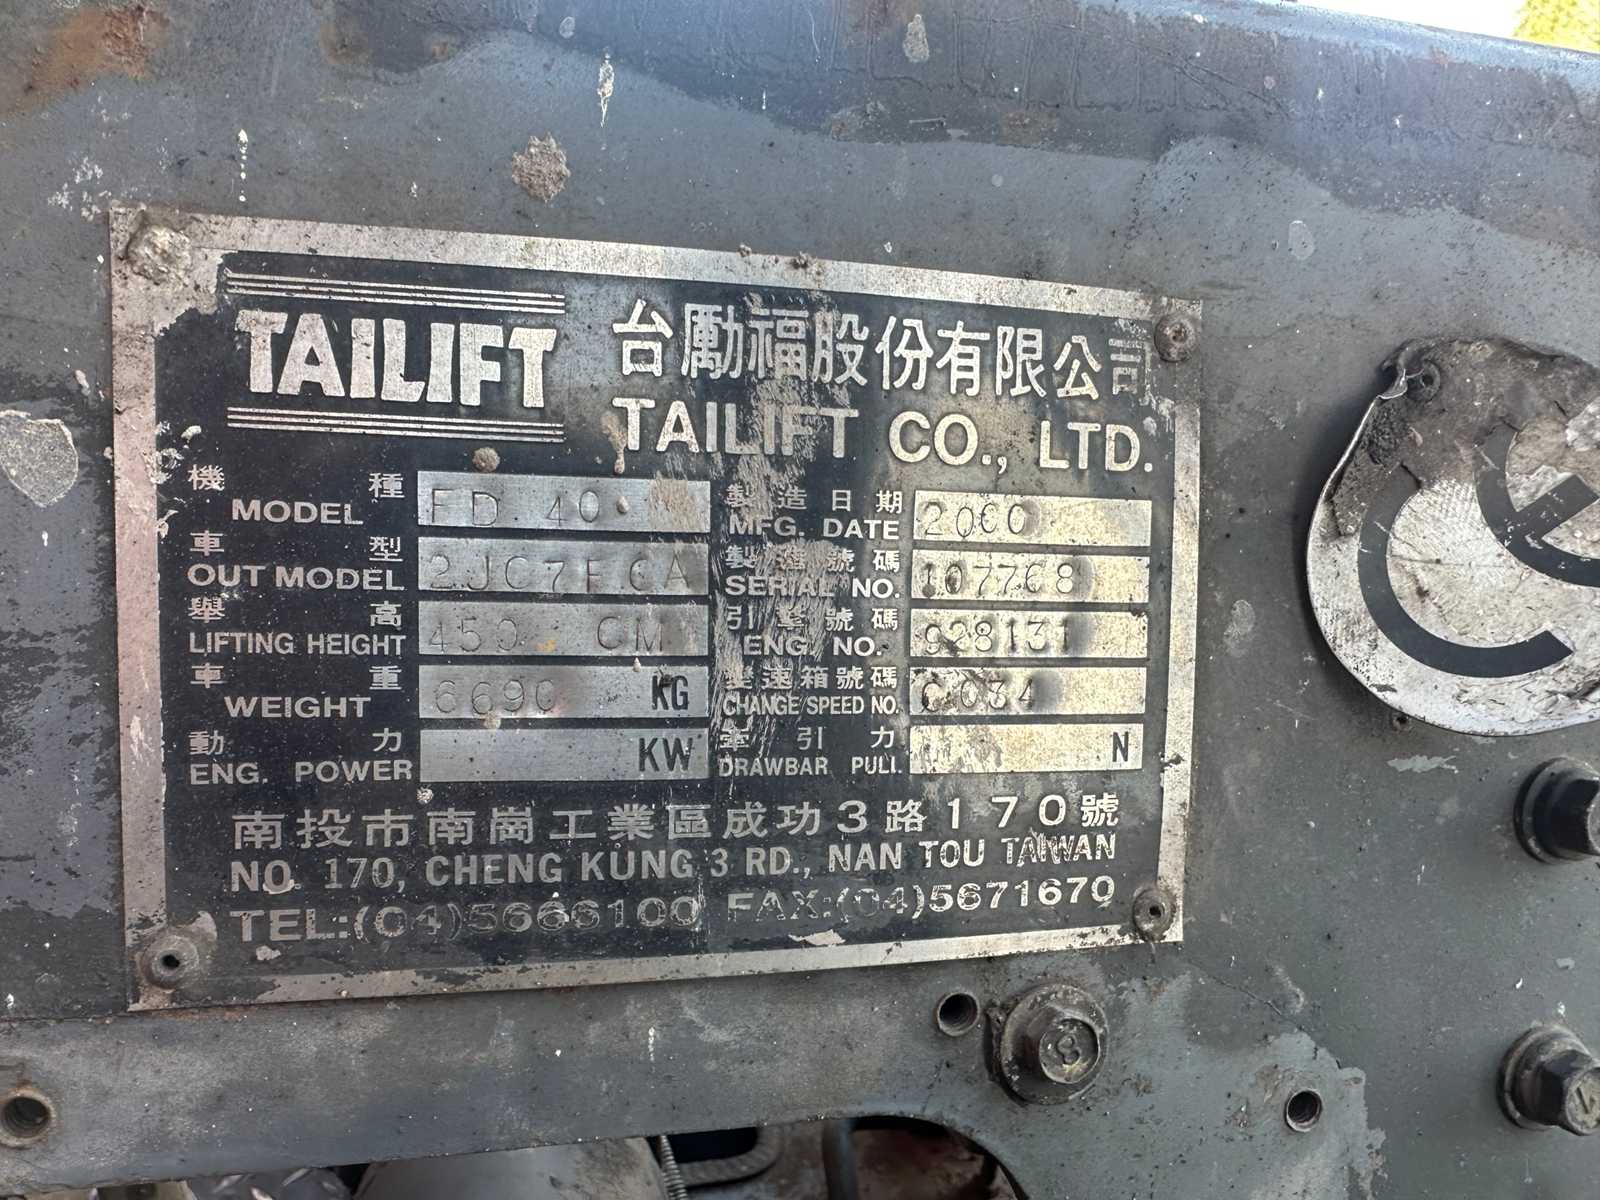 TAILIFT
台勵福股份有限公司
TAILIFT CO., LTD.
機種 MODEL FD 40
製造日期 MFG. DATE 2000
車型 OUT MODEL
製造號碼 SERIAL NO. 107768
舉高 LIFTING HEIGHT 450 CM
引擎號碼 ENG. NO. 928131
車重 WEIGHT 6690 KG
變速箱號碼 CHANGE SPEED NO.
動力 ENG. POWER KW
牽引力 DRAWBAR PULL N
南投市南崗工業區成功3路170號
NO. 170, CHENG KUNG 3 RD., NAN TOU TAIWAN
TEL:(04)5666100 FAX:(04)5671670
CE
8